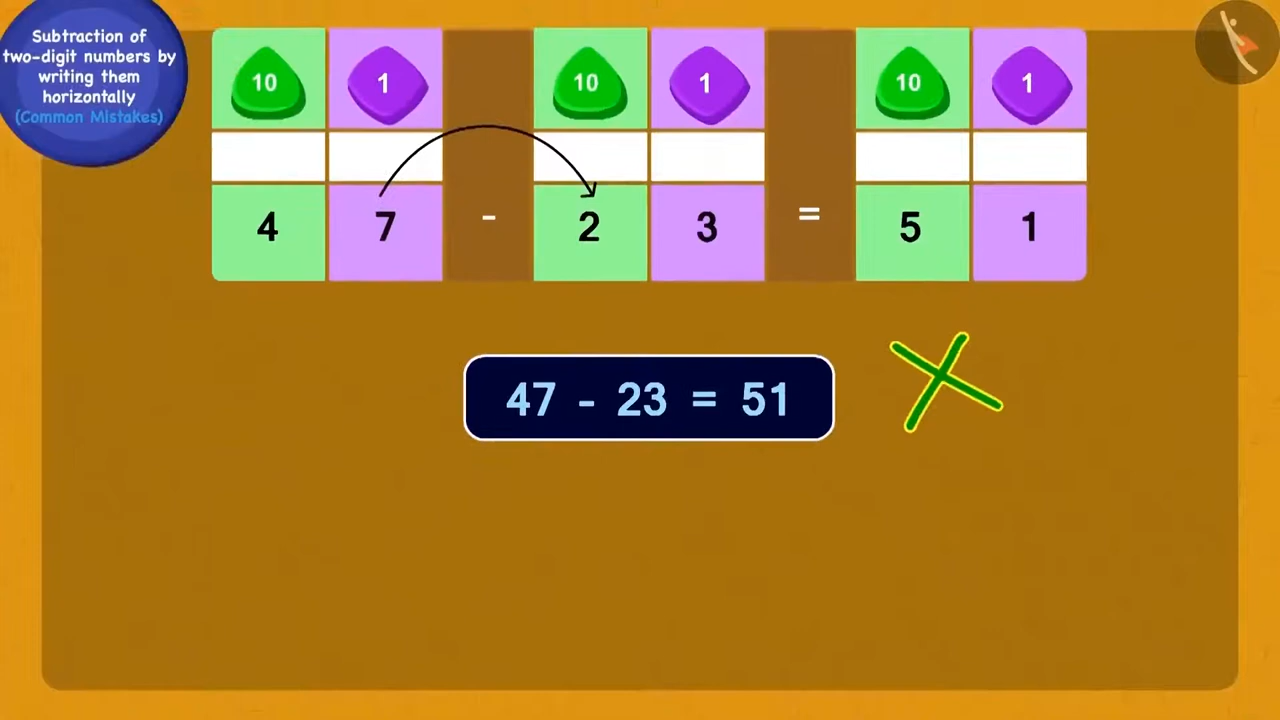 Subtraction of
two-digit numbers by
writing them
horizontally
(Common Mistakes)
10 1 10 1 10 1
4 7 - 2 3 = 5 1
47 - 23 = 51